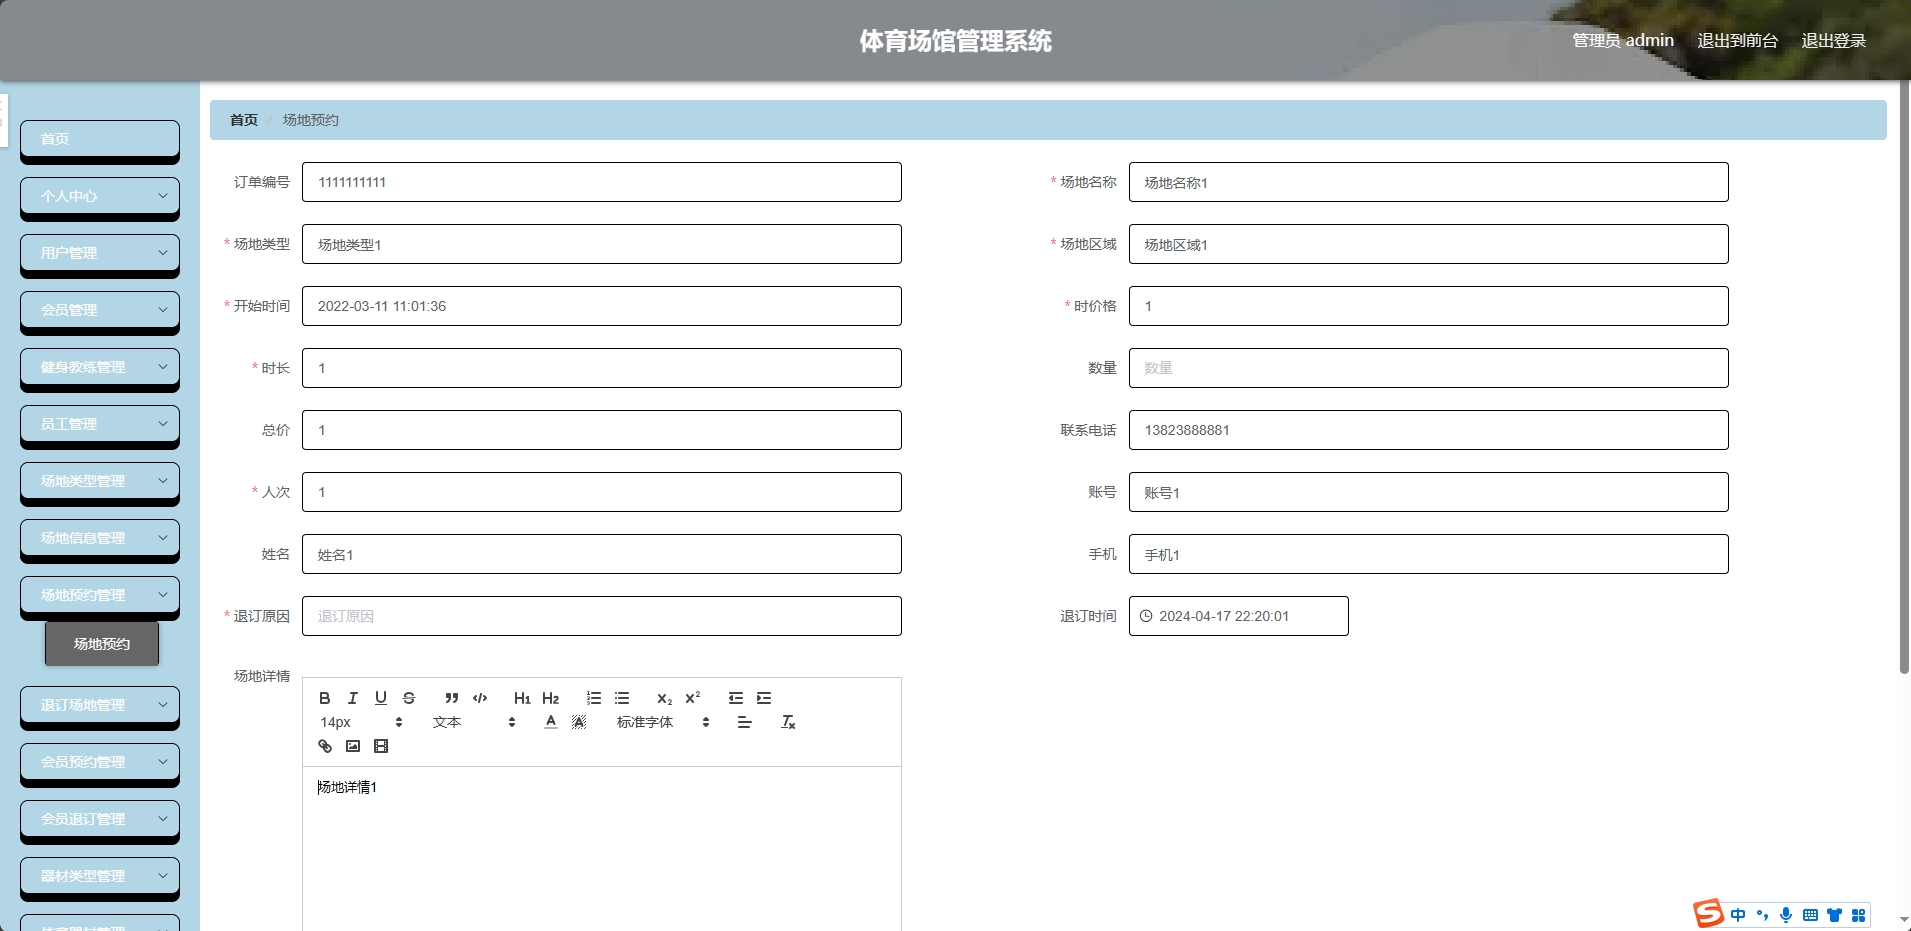 体育场馆管理系统
管理员 admin 退出到前台 退出登录
首页
个人中心
用户管理
会员管理
健身教练管理
员工管理
场地类型管理
场地信息管理
场地预约管理
场地预约
退订场地管理
会员预约管理
会员退订管理
器材类型管理
体育器材管理
首页 / 场地预约
订单编号 1111111111
* 场地名称 场地名称1
* 场地类型 场地类型1
* 场地区域 场地区域1
* 开始时间 2022-03-11 11:01:36
* 时价格 1
* 时长 1
数量 数量
总价 1
联系电话 13823888881
* 人次 1
账号 账号1
姓名 姓名1
手机 手机1
* 退订原因 退订原因
退订时间 2024-04-17 22:20:01
场地详情
B I U S H1 H2 X2 X2
14px 文本 A A 标准字体 Tx
场地详情1
S 中